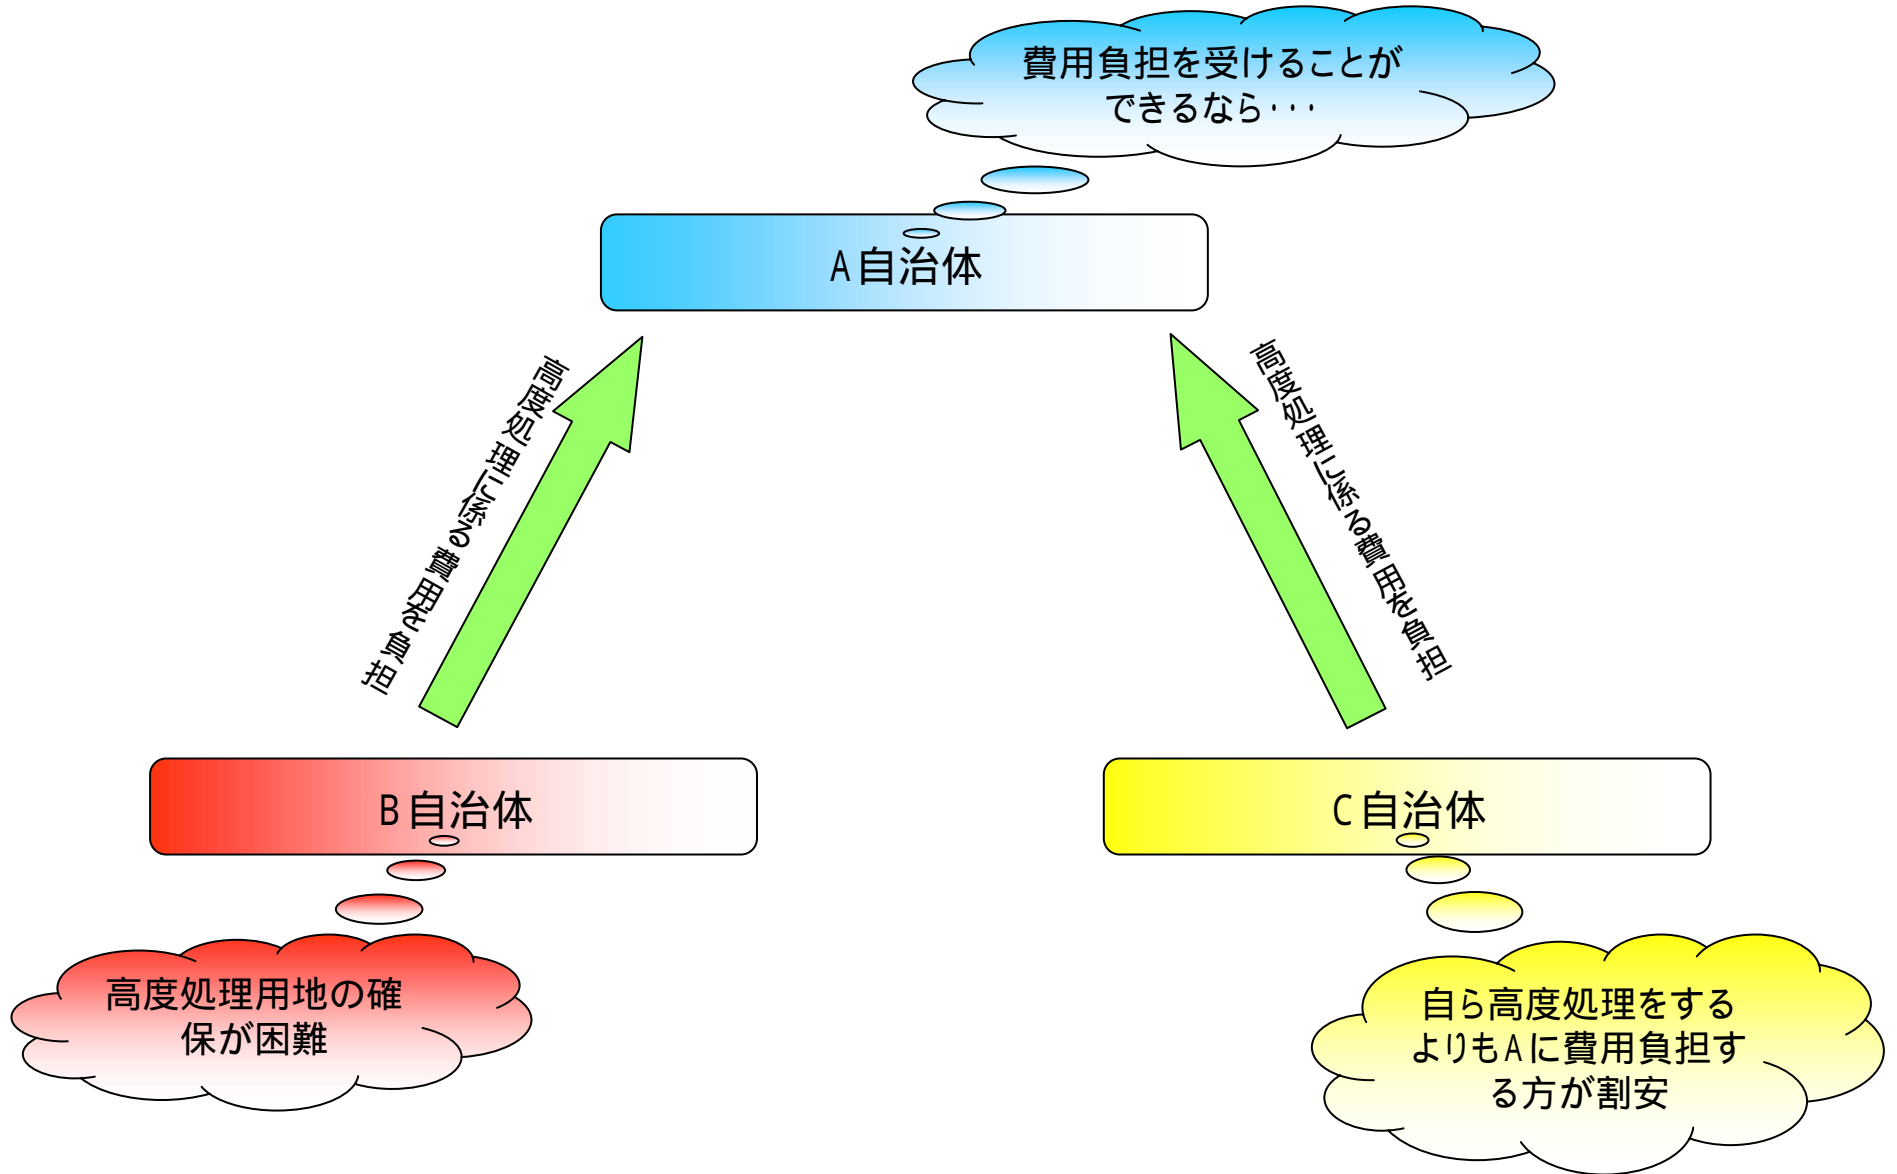 費用負担を受けることが
できるなら・・・
A自治体
高度処理に係る費用を負担
高度処理に係る費用を負担
B自治体
C自治体
高度処理用地の確
保が困難
自ら高度処理をする
よりもAに費用負担す
る方が割安